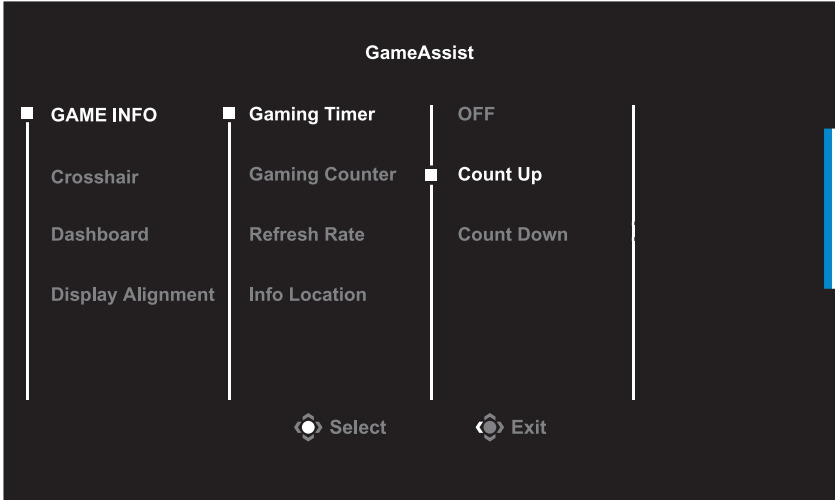 GameAssist
GAME INFO Gaming Timer OFF
Crosshair Gaming Counter Count Up
Dashboard Refresh Rate Count Down
Display Alignment Info Location
Select Exit